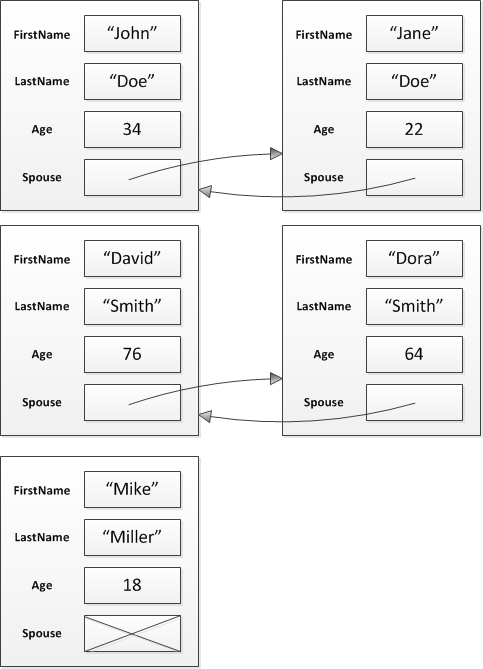 FirstName "John"
LastName "Doe"
Age 34
Spouse
FirstName "Jane"
LastName "Doe"
Age 22
Spouse
FirstName "David"
LastName "Smith"
Age 76
Spouse
FirstName "Dora"
LastName "Smith"
Age 64
Spouse
FirstName "Mike"
LastName "Miller"
Age 18
Spouse